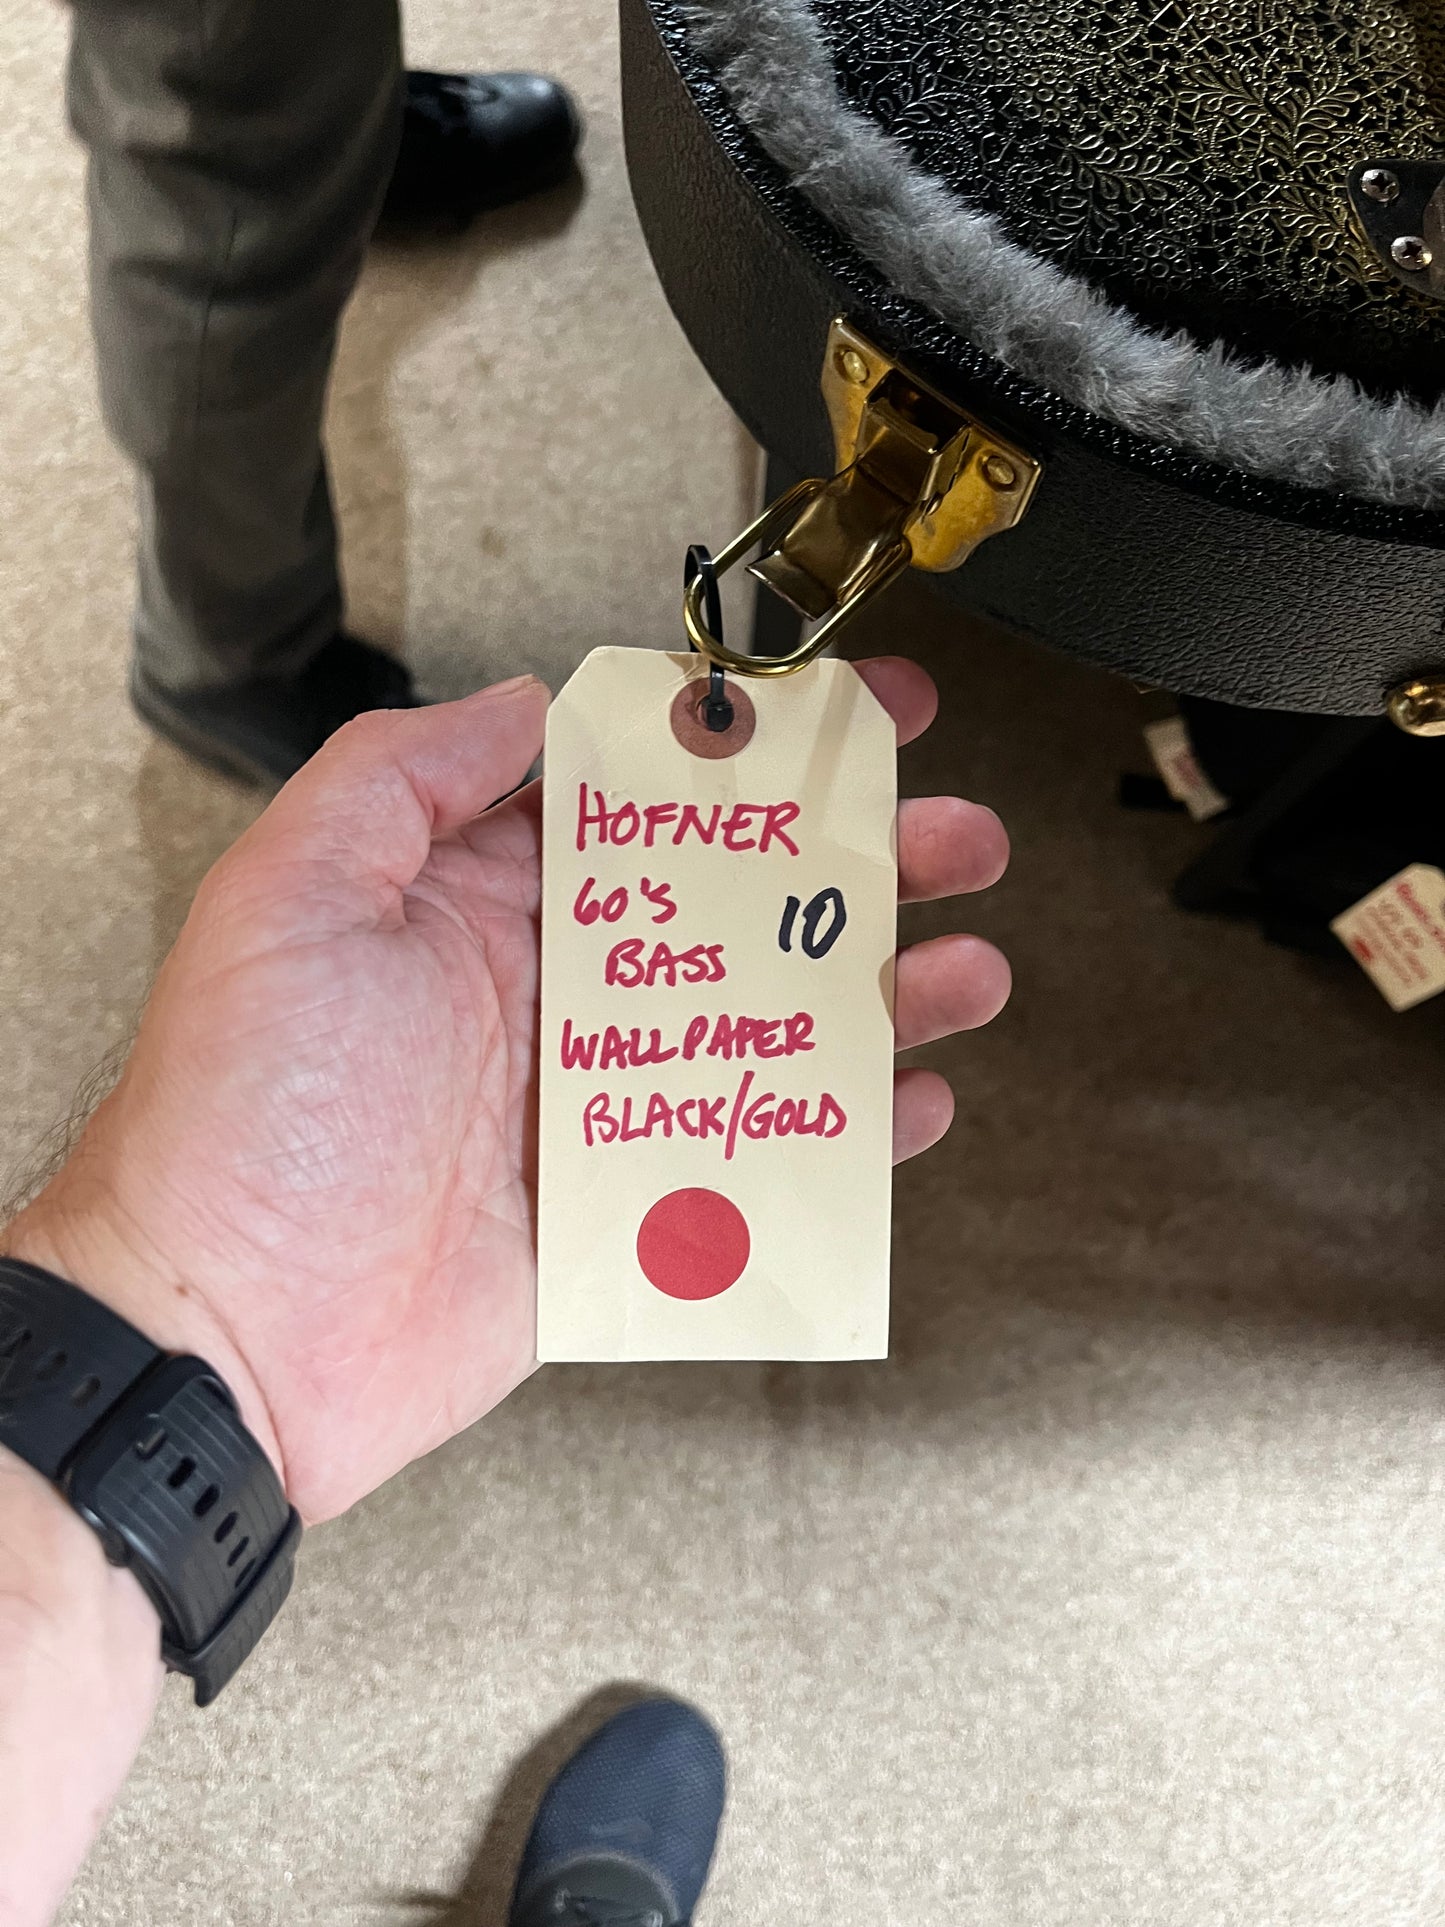 HOFNER
60's 10
BASS
WALLPAPER
BLACK/GOLD